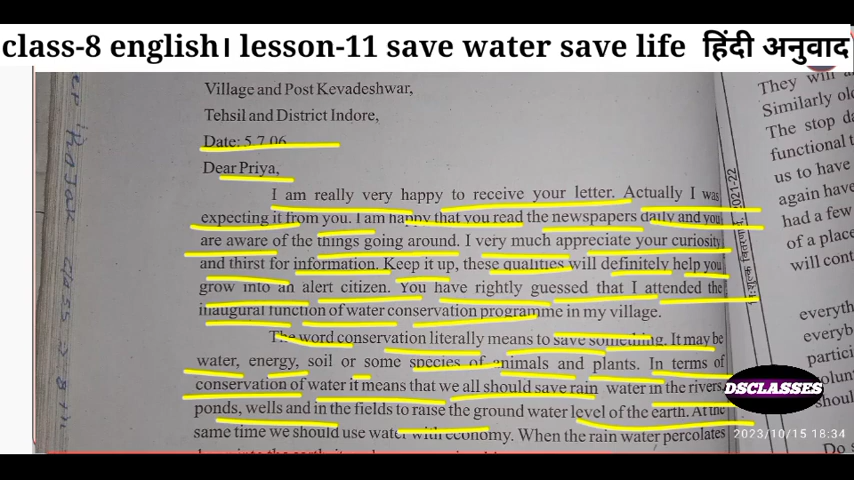 class-8 english। lesson-11 save water save life हिंदी अनुवाद
Village and Post Kevadeshwar,
Tehsil and District Indore,
Date: 5.7.06
Dear Priya,
I am really very happy to receive your letter. Actually I was
expecting it from you. I am happy that you read the newspapers daily and you
are aware of the things going around. I very much appreciate your curiosity
and thirst for information. Keep it up, these qualities will definitely help you
grow into an alert citizen. You have rightly guessed that I attended the
inaugural function of water conservation programme in my village.
The word conservation literally means to save something. It may be
water, energy, soil or some species of animals and plants. In terms of
conservation of water it means that we all should save rain water in the rivers,
ponds, wells and in the fields to raise the ground water level of the earth. At the
same time we should use water with economy. When the rain water percolates
2021-22
They will
Similarly
The stop
functional
us to have
again have
had a few
of a place
will
everyth
everyb
partici
should
Do
DSCLASSES
2023/10/15 18:34